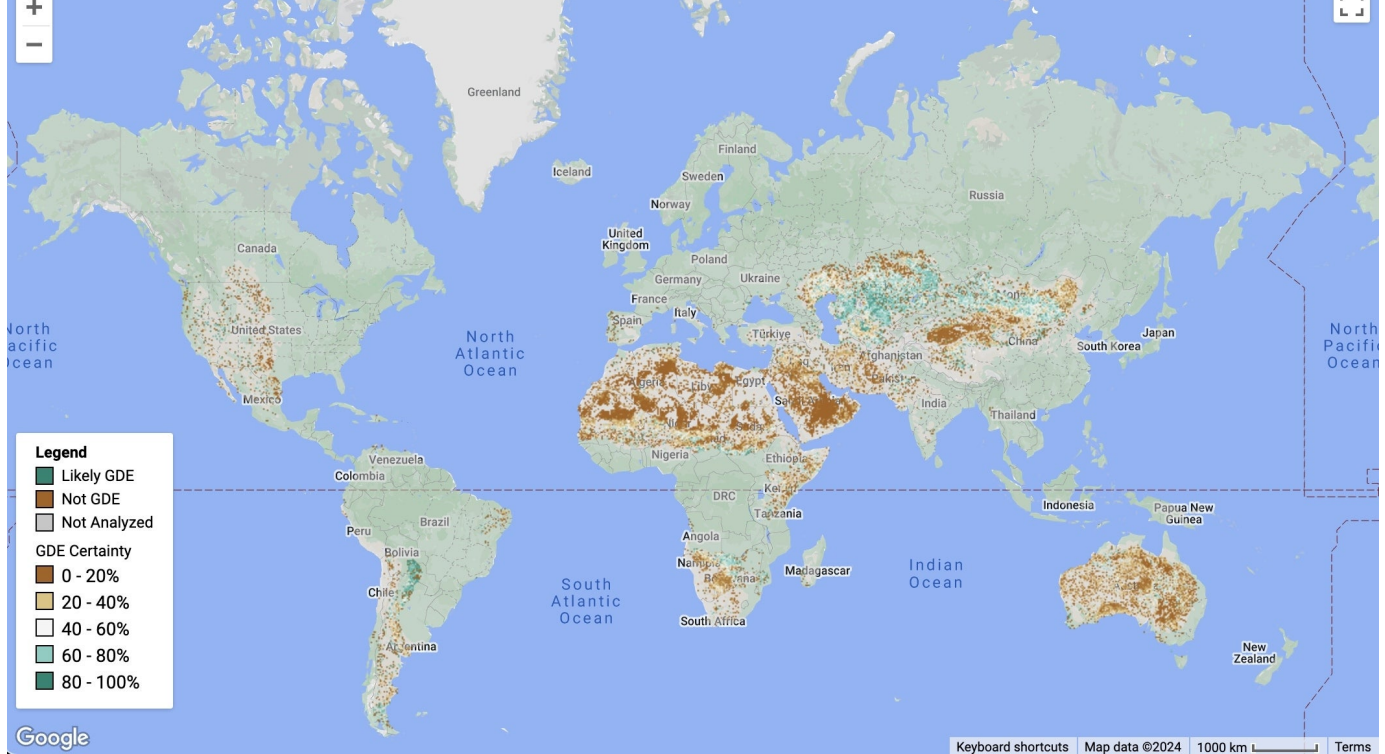 +
−
Greenland
Iceland
Finland
Sweden
Norway
Russia
Canada
United
Kingdom
Poland
Germany
Ukraine
France
Italy
Spain
Türkiye
United States
Mexico
North
Atlantic
Ocean
Afghanistan
China
South Korea
Japan
North
Pacific
Ocean
Algeria
Egypt
India
Thailand
Legend
Likely GDE
Not GDE
Not Analyzed
GDE Certainty
0 - 20%
20 - 40%
40 - 60%
60 - 80%
80 - 100%
Venezuela
Colombia
Nigeria
Ethiopia
DRC
Tanzania
Indonesia
Papua New
Guinea
Peru
Brazil
Bolivia
Angola
Madagascar
Indian
Ocean
Chile
South
Atlantic
Ocean
South Africa
Argentina
New
Zealand
Google
Keyboard shortcuts
Map data ©2024
1000 km
Terms